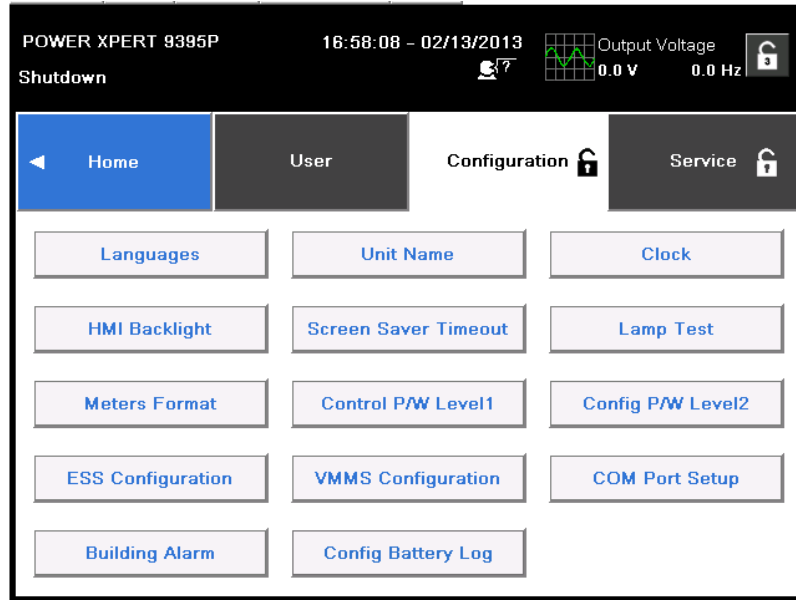 POWER XPERT 9395P 16:58:08 - 02/13/2013 Output Voltage
Shutdown ? 0.0 V 0.0 Hz 3
Home User Configuration Service
Languages Unit Name Clock
HMI Backlight Screen Saver Timeout Lamp Test
Meters Format Control P/W Level1 Config P/W Level2
ESS Configuration VMMS Configuration COM Port Setup
Building Alarm Config Battery Log